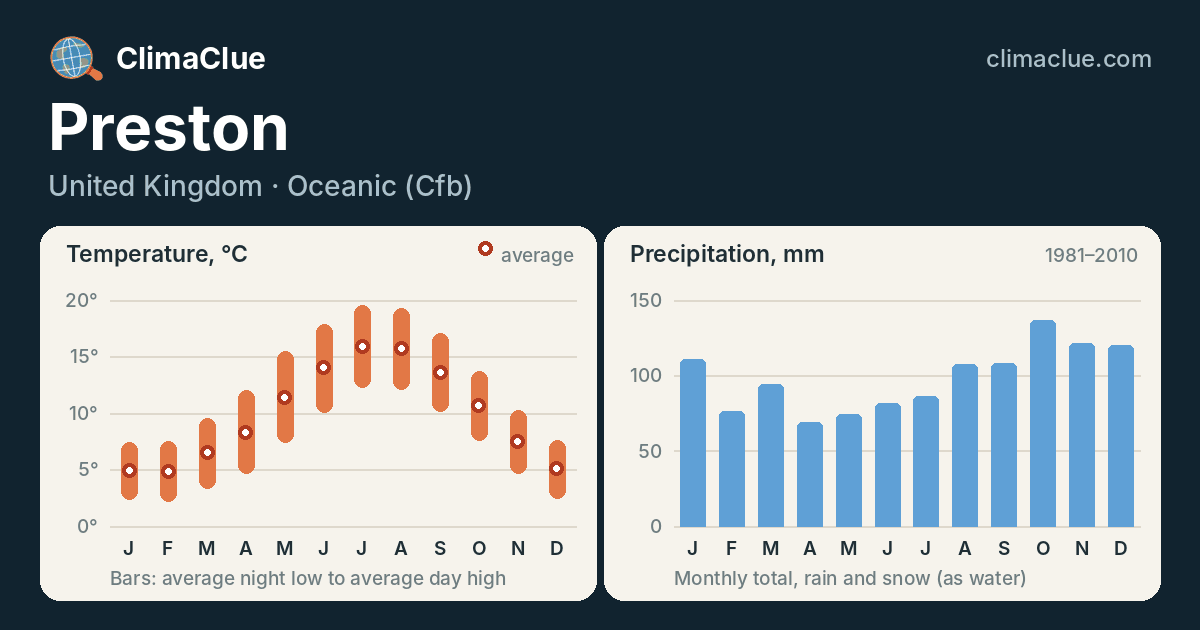 ClimaClue
climaclue.com
Preston
United Kingdom · Oceanic (Cfb)
Temperature, °C
average
20°
15°
10°
5°
0°
J F M A M J J A S O N D
Bars: average night low to average day high
Precipitation, mm
1981–2010
150
100
50
0
J F M A M J J A S O N D
Monthly total, rain and snow (as water)